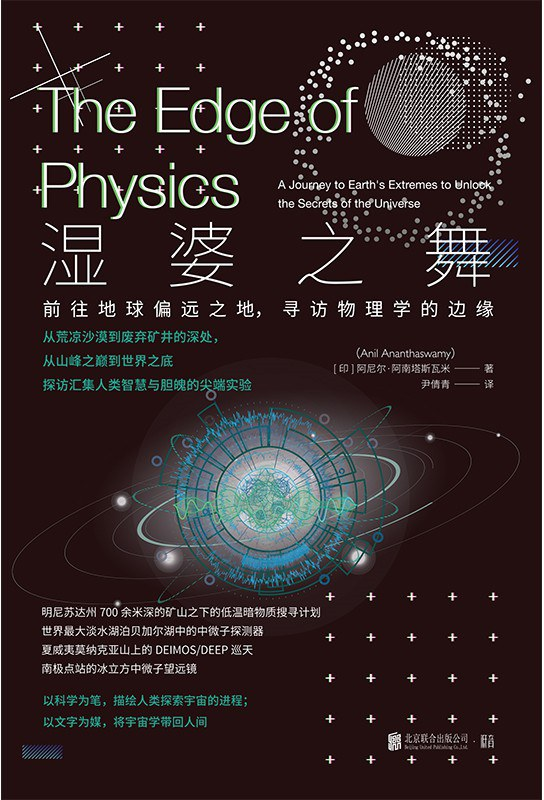 The Edge of
Physics
A Journey to Earth's Extremes to Unlock
the Secrets of the Universe
湿婆之舞
前往地球偏远之地，寻访物理学的边缘
从荒凉沙漠到废弃矿井的深处，
从山峰之巅到世界之底
探访汇集人类智慧与胆魄的尖端实验
（Anil Ananthaswamy）
［印］阿尼尔·阿南塔斯瓦米 —— 著
尹倩青 —— 译
明尼苏达州 700 余米深的矿山之下的低温暗物质搜寻计划
世界最大淡水湖泊贝加尔湖中的中微子探测器
夏威夷莫纳克亚山上的 DEIMOS/DEEP 巡天
南极点站的冰立方中微子望远镜
以科学为笔，描绘人类探索宇宙的进程；
以文字为媒，将宇宙学带回人间
北京联合出版公司
Beijing United Publishing Co.,Ltd.